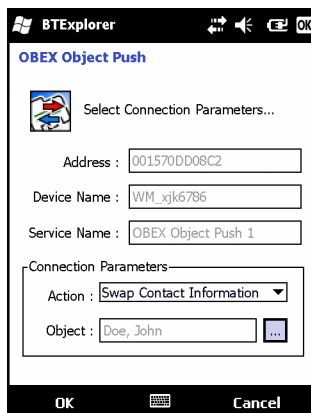 BTExplorer OK
OBEX Object Push
Select Connection Parameters...
Address : 001570DD08C2
Device Name : WM_xjk6786
Service Name : OBEX Object Push 1
Connection Parameters
Action : Swap Contact Information
Object : Doe, John ...
OK Cancel